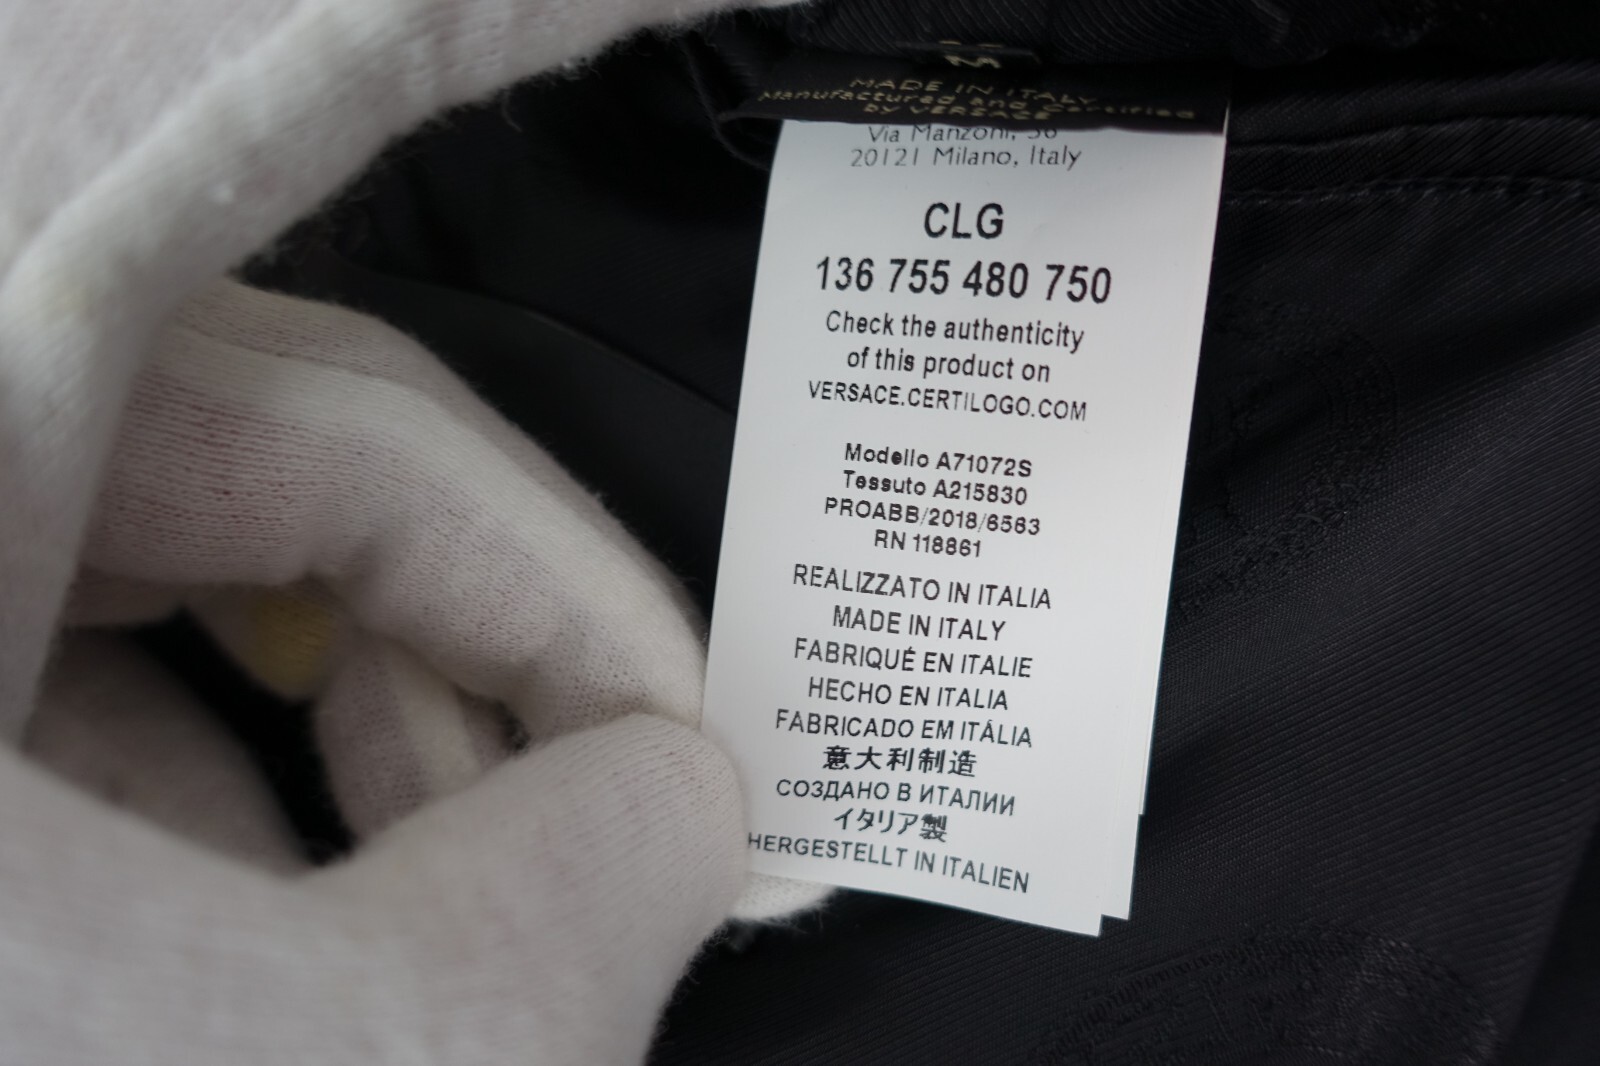 M
MADE IN ITALY
Manufactured and Certified
by VERSACE
Via Manzoni, 38
20121 Milano, Italy
CLG
136 755 480 750
Check the authenticity
of this product on
VERSACE.CERTILOGO.COM
Modello A71072S
Tessuto A215830
PROABB/2018/6563
RN 118861
REALIZZATO IN ITALIA
MADE IN ITALY
FABRIQUÉ EN ITALIE
HECHO EN ITALIA
FABRICADO EM ITÁLIA
意大利制造
СОЗДАНО В ИТАЛИИ
イタリア製
HERGESTELLT IN ITALIEN